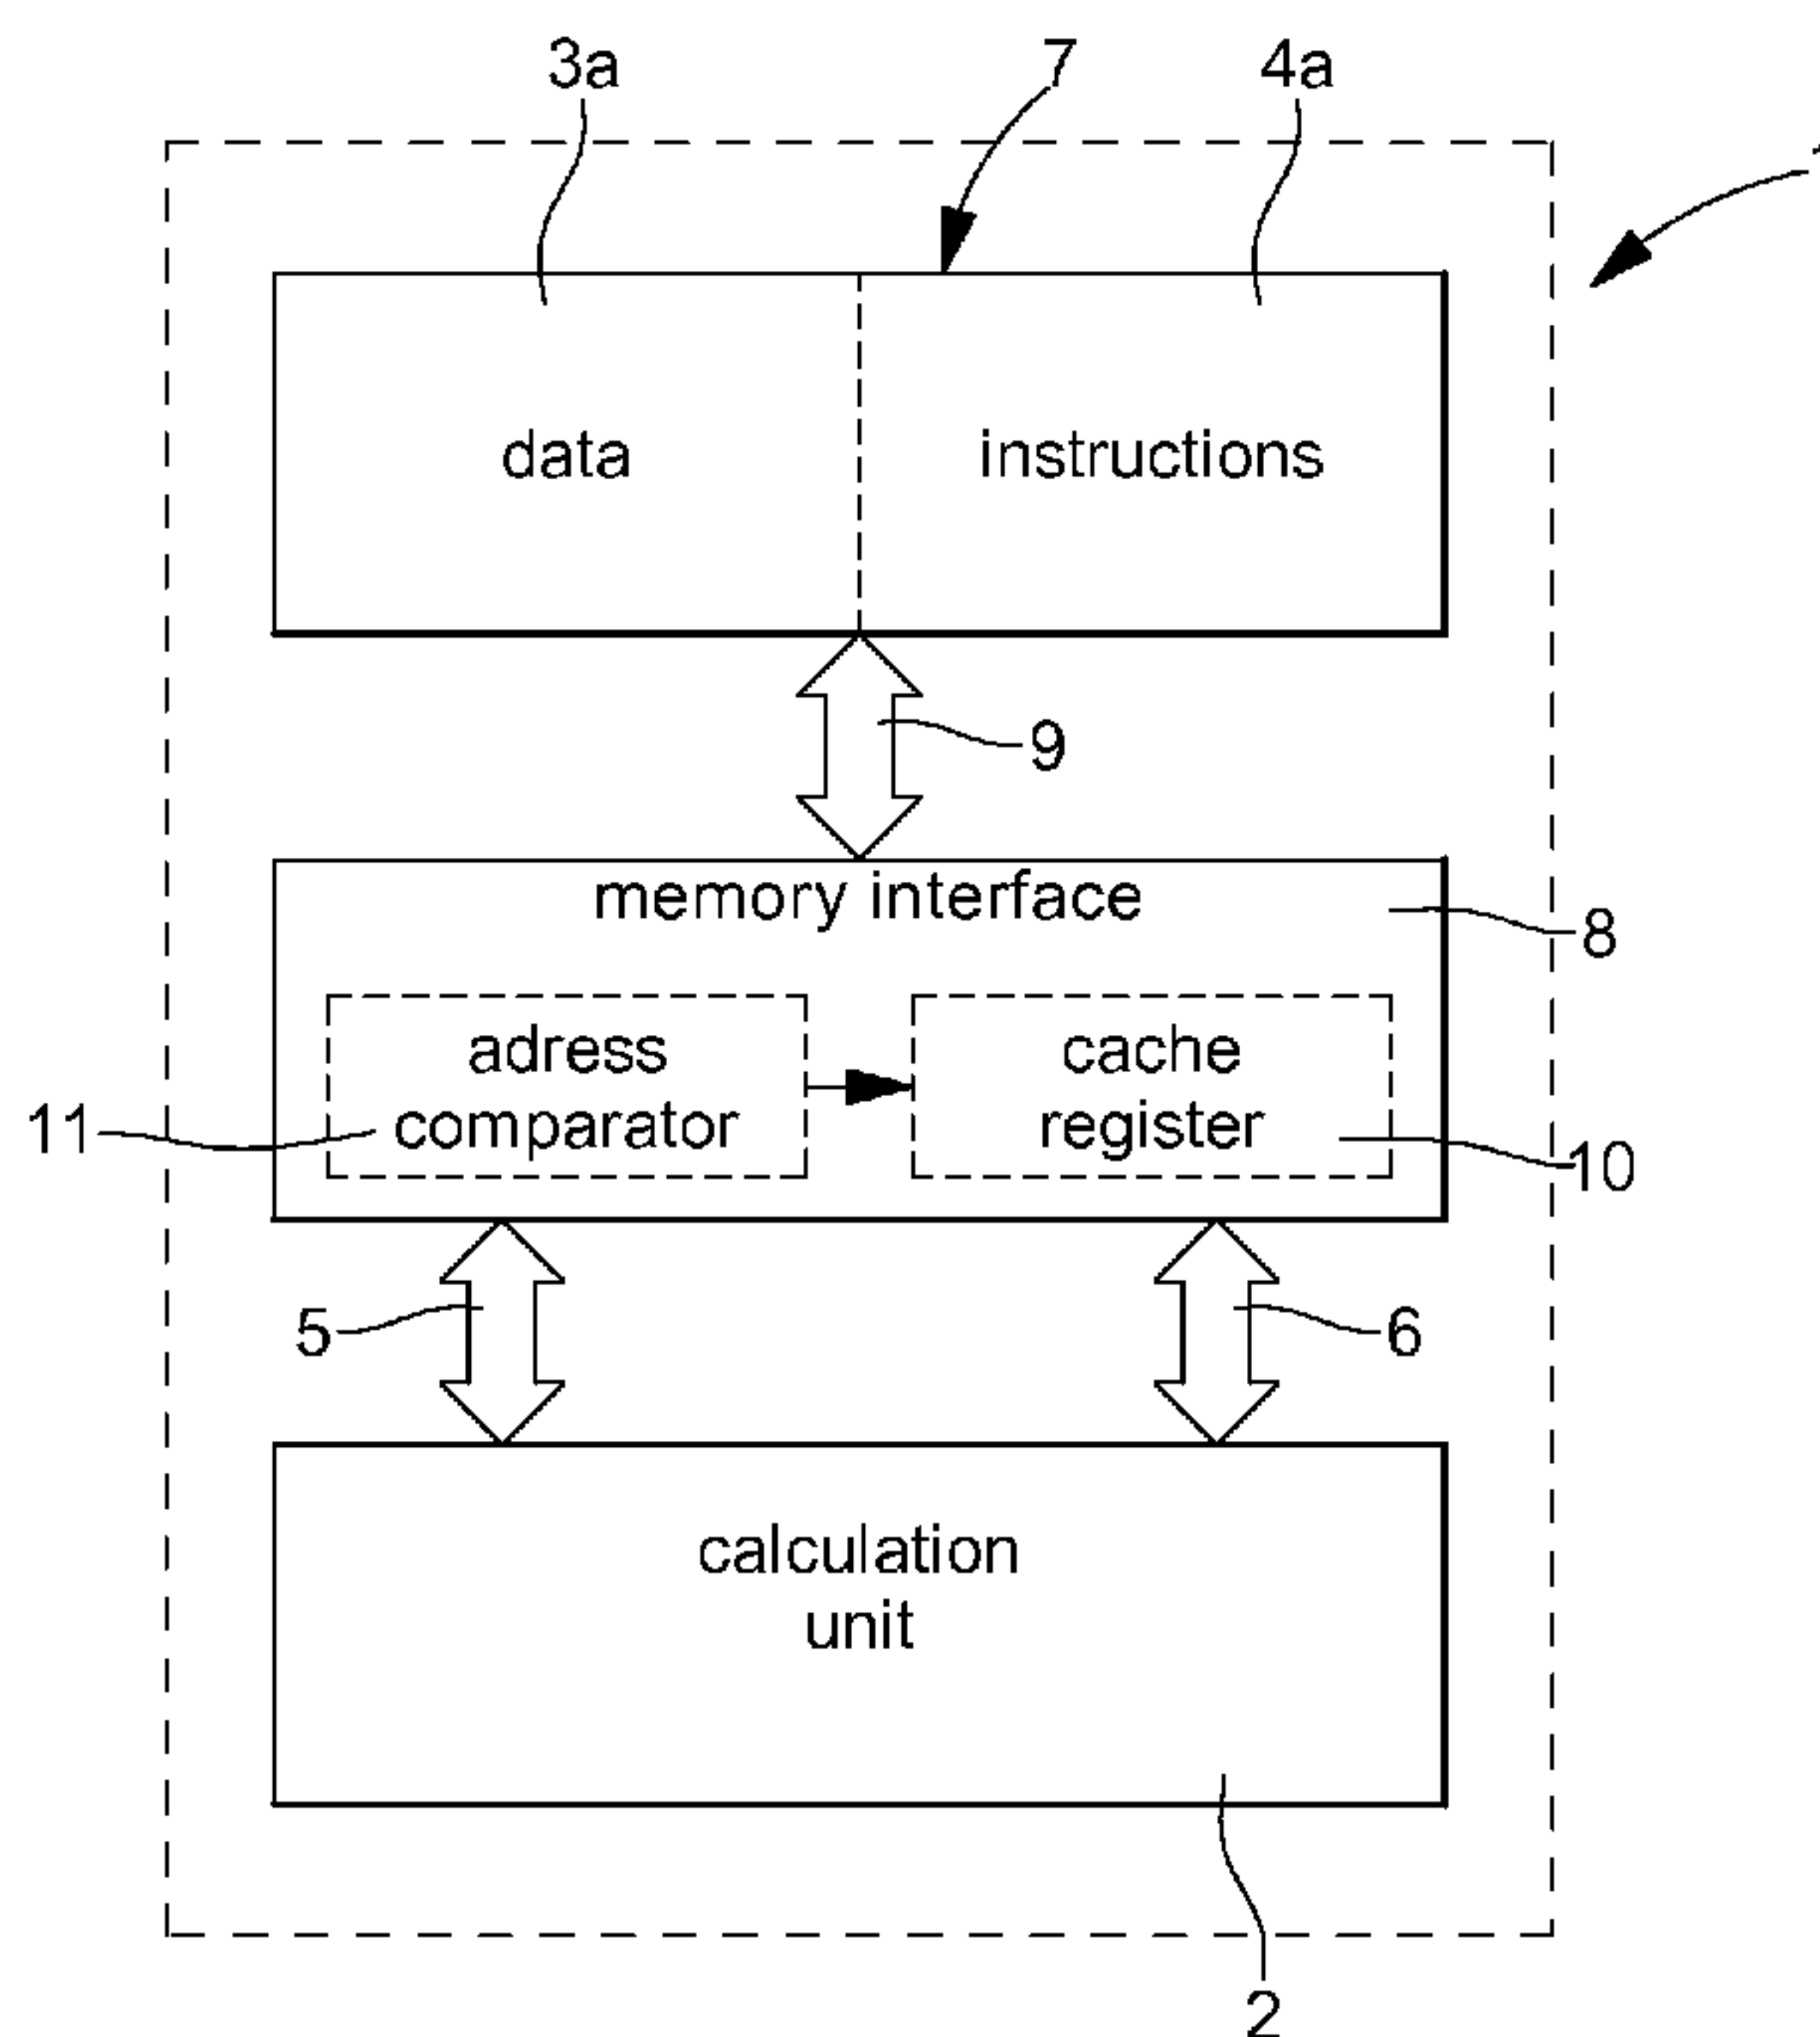 3a
7
4a
data
instructions
9
memory interface
8
adress
comparator
cache
register
11
10
5
6
calculation
unit
2